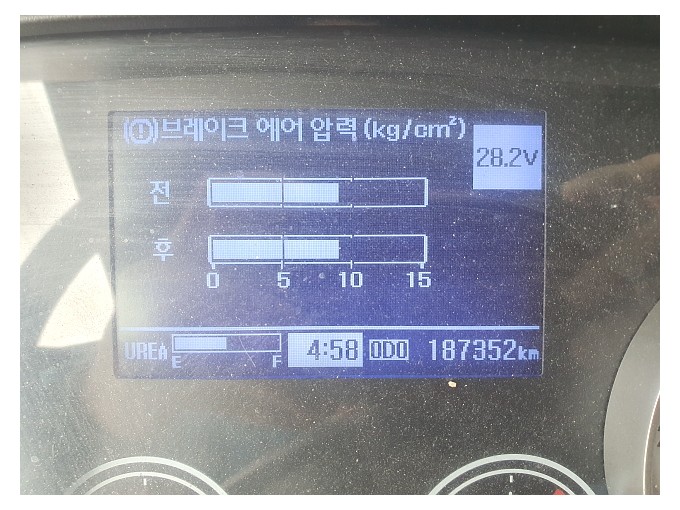 (!)브레이크 에어 압력(kg/cm²)
28.2V
전
후
0 5 10 15
UREA E F 4:58 ODO 187352km